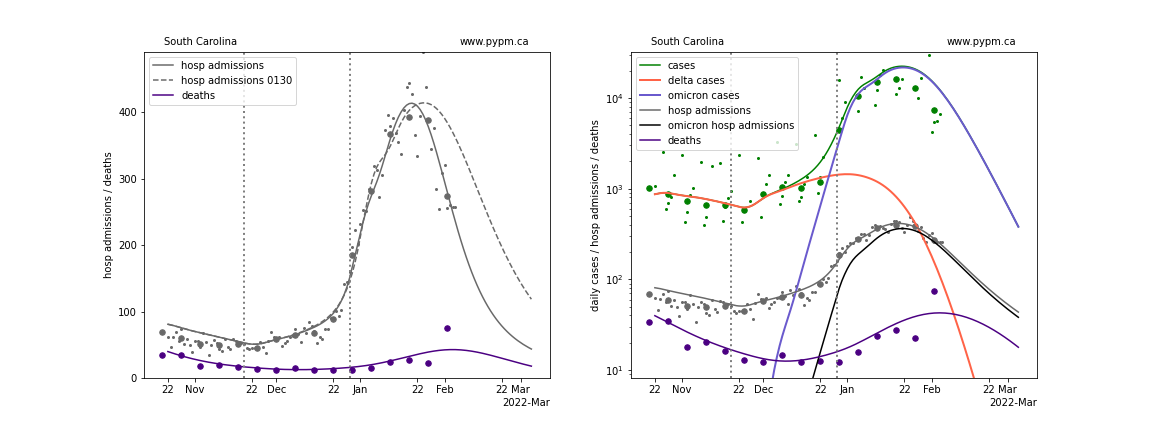 South Carolina
www.pypm.ca
hosp admissions
hosp admissions 0130
deaths
hosp admissions / deaths
400
300
200
100
0
22 Nov 22 Dec 22 Jan 22 Feb 22 Mar
2022-Mar
South Carolina
www.pypm.ca
cases
delta cases
omicron cases
hosp admissions
omicron hosp admissions
deaths
daily cases / hosp admissions / deaths
10⁴
10³
10²
10¹
22 Nov 22 Dec 22 Jan 22 Feb 22 Mar
2022-Mar